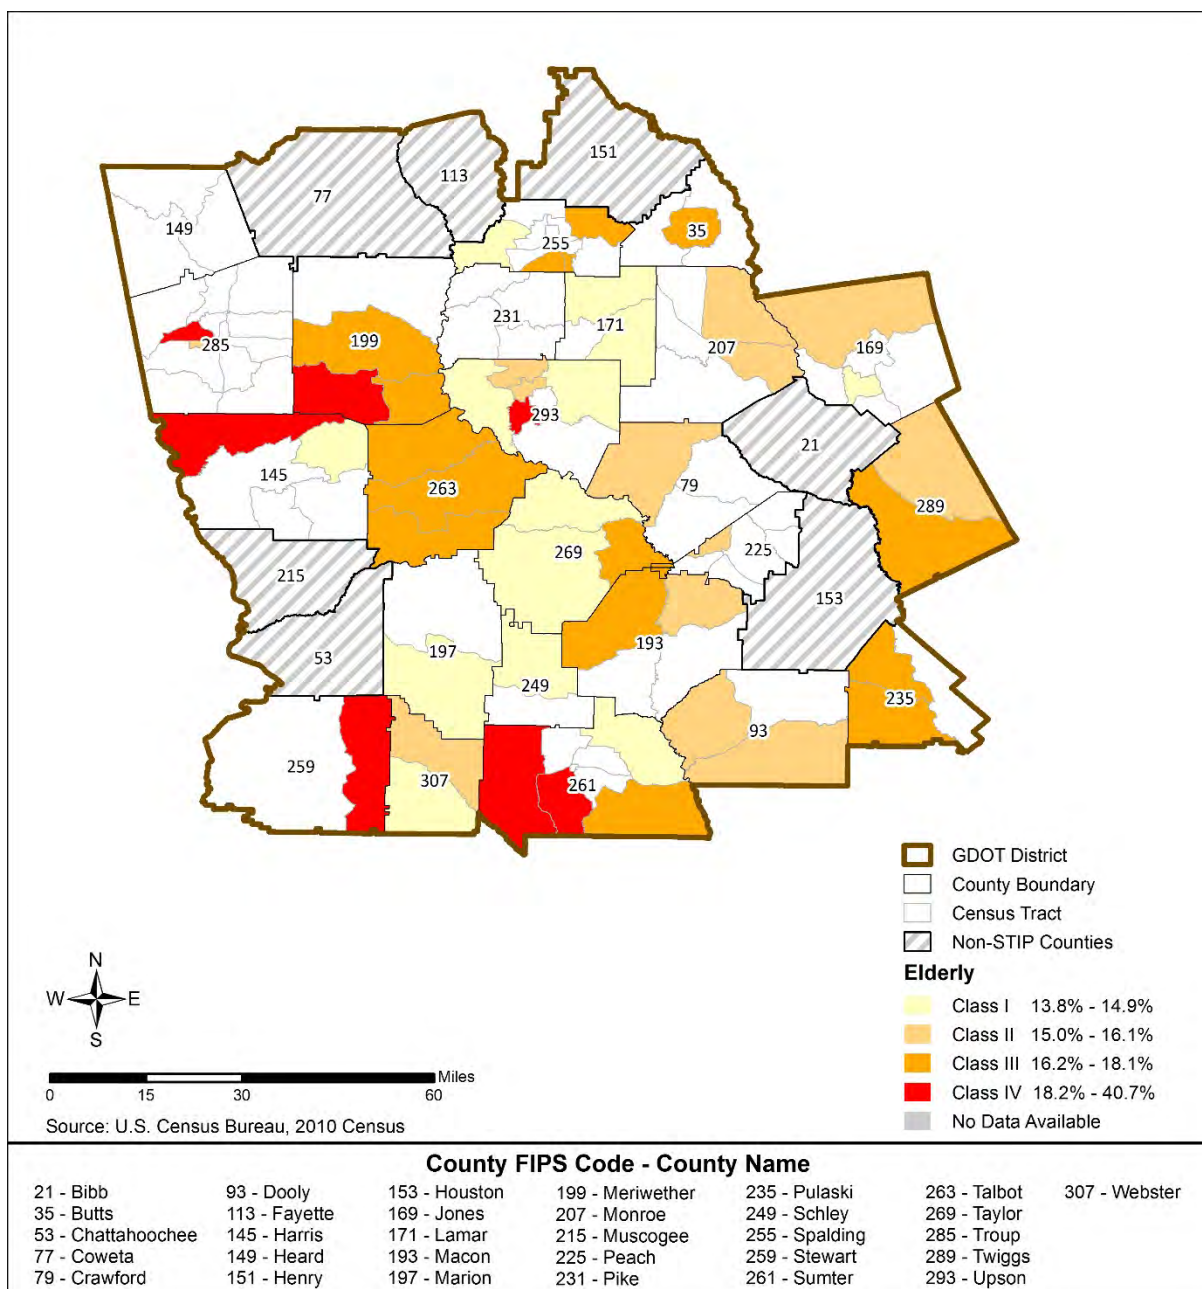 151
113
77
149
35
255
231
171
199
285
207
169
293
21
145
263
79
289
269
225
215
153
193
53
197
249
235
93
259
307
261
GDOT District
County Boundary
Census Tract
Non-STIP Counties
Elderly
Class I 13.8% - 14.9%
Class II 15.0% - 16.1%
Class III 16.2% - 18.1%
Class IV 18.2% - 40.7%
No Data Available
N
W E
S
Miles
0 15 30 60
Source: U.S. Census Bureau, 2010 Census
County FIPS Code - County Name
21 - Bibb 93 - Dooly 153 - Houston 199 - Meriwether 235 - Pulaski 263 - Talbot 307 - Webster
35 - Butts 113 - Fayette 169 - Jones 207 - Monroe 249 - Schley 269 - Taylor
53 - Chattahoochee 145 - Harris 171 - Lamar 215 - Muscogee 255 - Spalding 285 - Troup
77 - Coweta 149 - Heard 193 - Macon 225 - Peach 259 - Stewart 289 - Twiggs
79 - Crawford 151 - Henry 197 - Marion 231 - Pike 261 - Sumter 293 - Upson